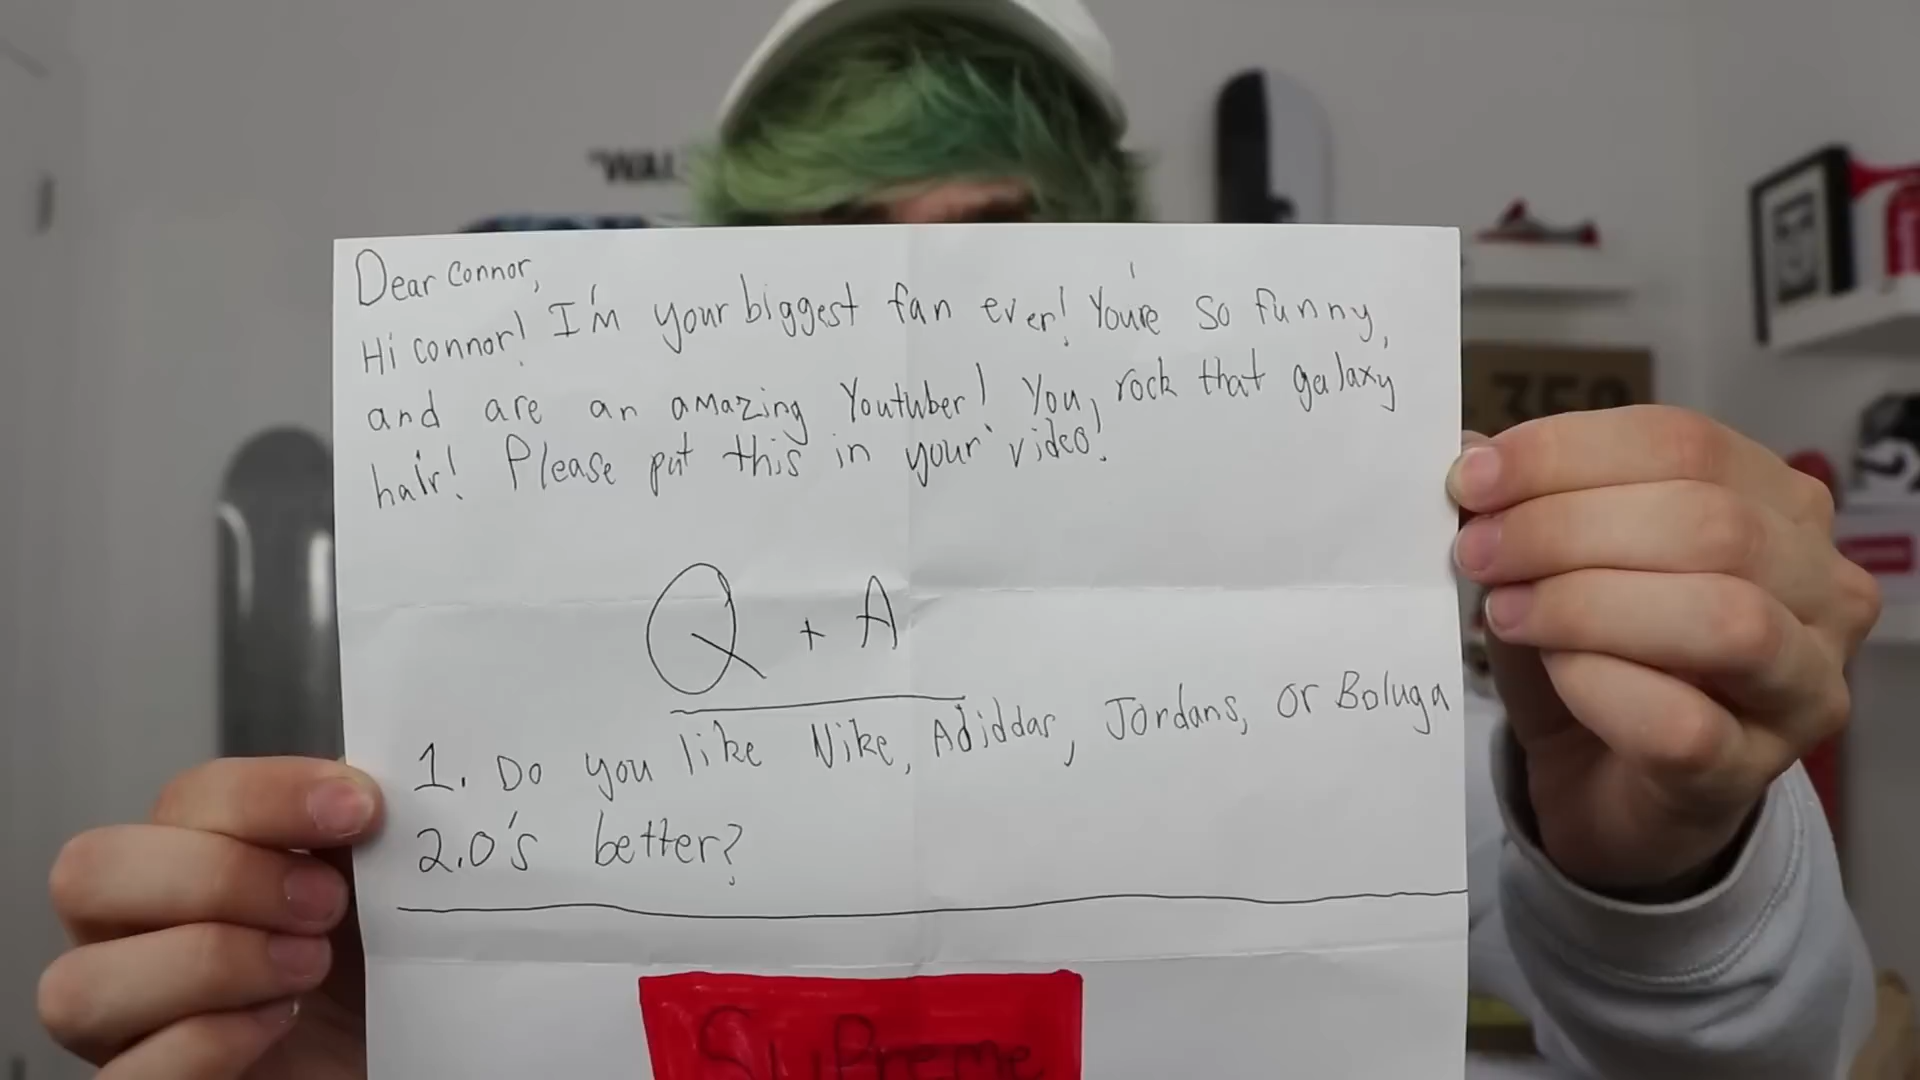 "WAL
Dear Connor,
Hi Connor! I'm your biggest fan ever! You're so funny,
and are an amazing Youtuber! You, rock that galaxy
hair! Please put this in your video!
Q + A
1. Do you like Nike, Adiddas, Jordans, or Boluga
2.0's better?
Supreme
350